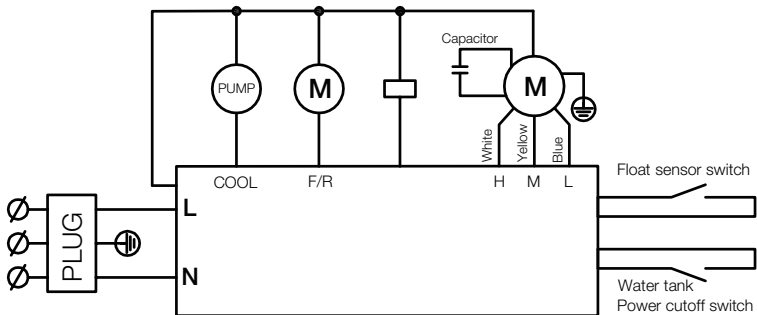 Capacitor
PUMP
M
M
White
Yellow
Blue
COOL
F/R
H
M
L
Float sensor switch
PLUG
L
N
Water tank
Power cutoff switch